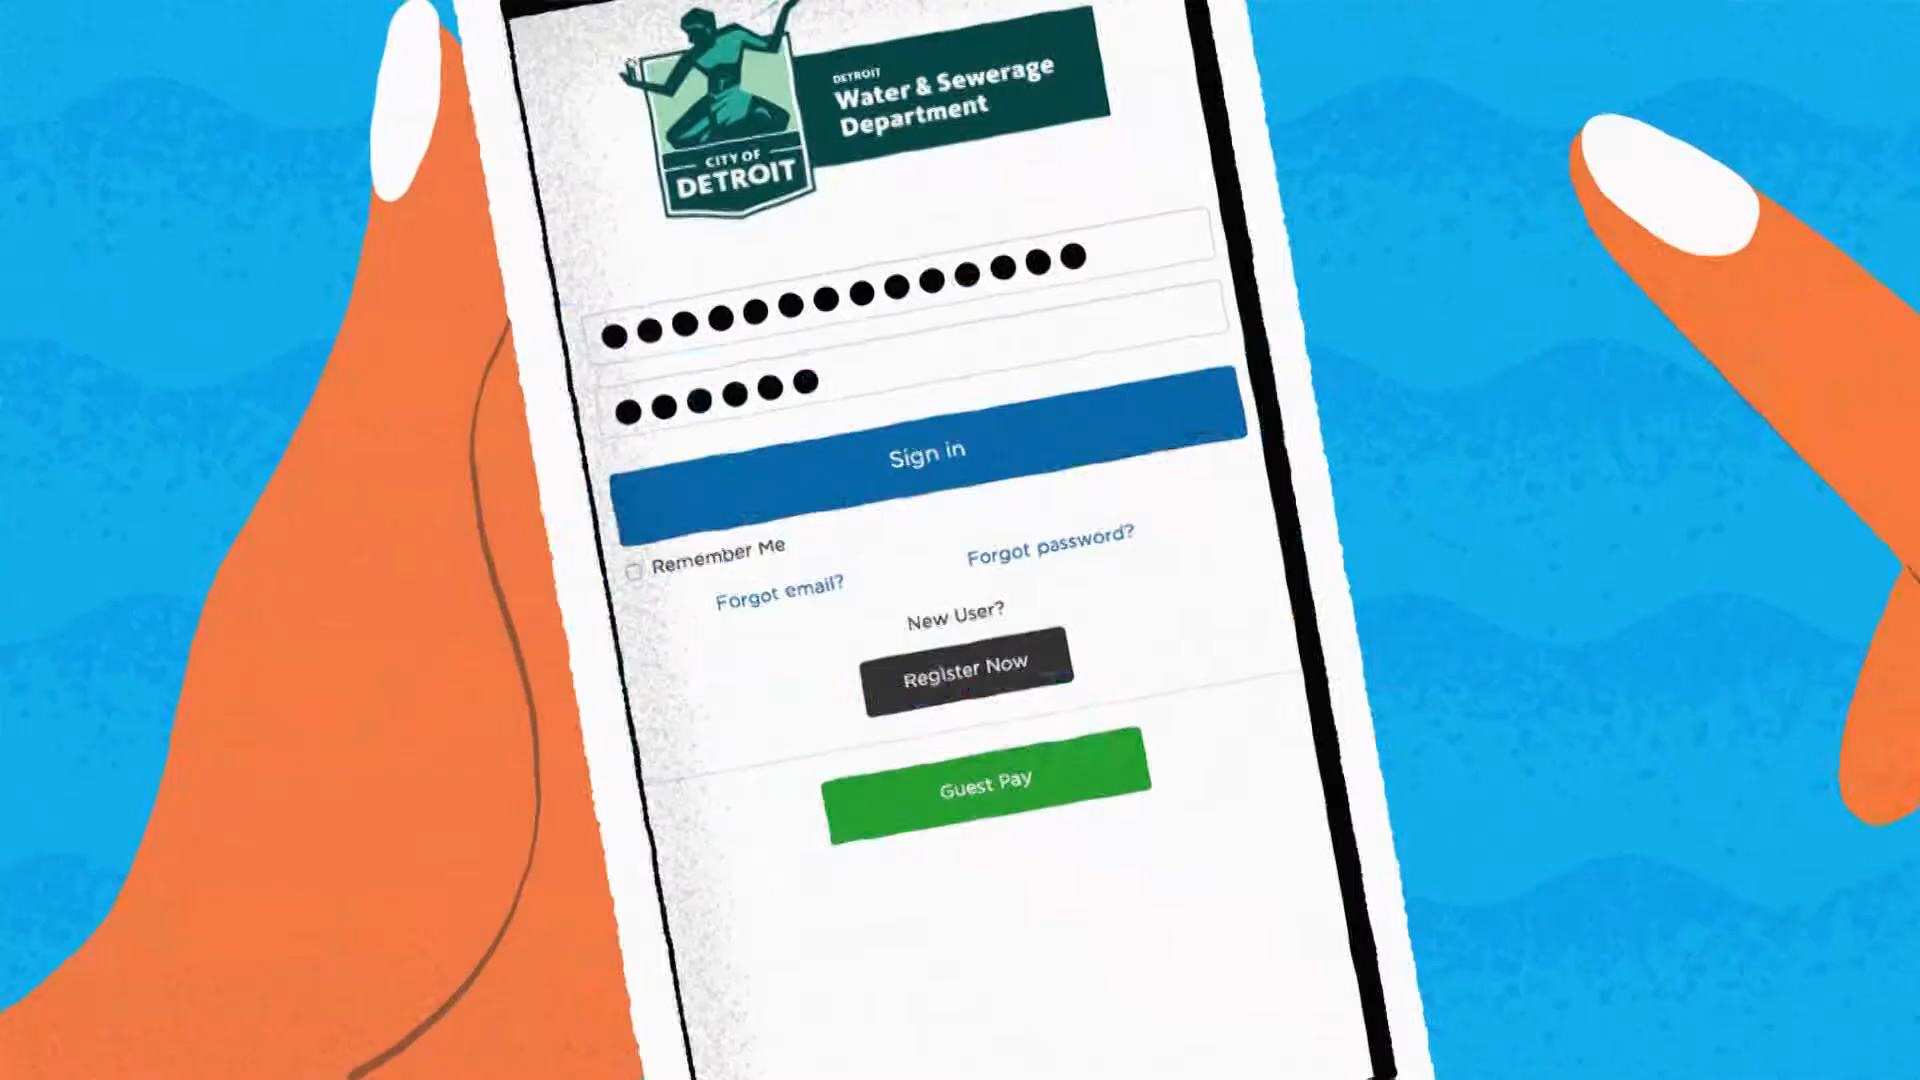 DETROIT
Water & Sewerage
Department
CITY OF
DETROIT
Sign in
Remember Me
Forgot email?
Forgot password?
New User?
Register Now
Guest Pay